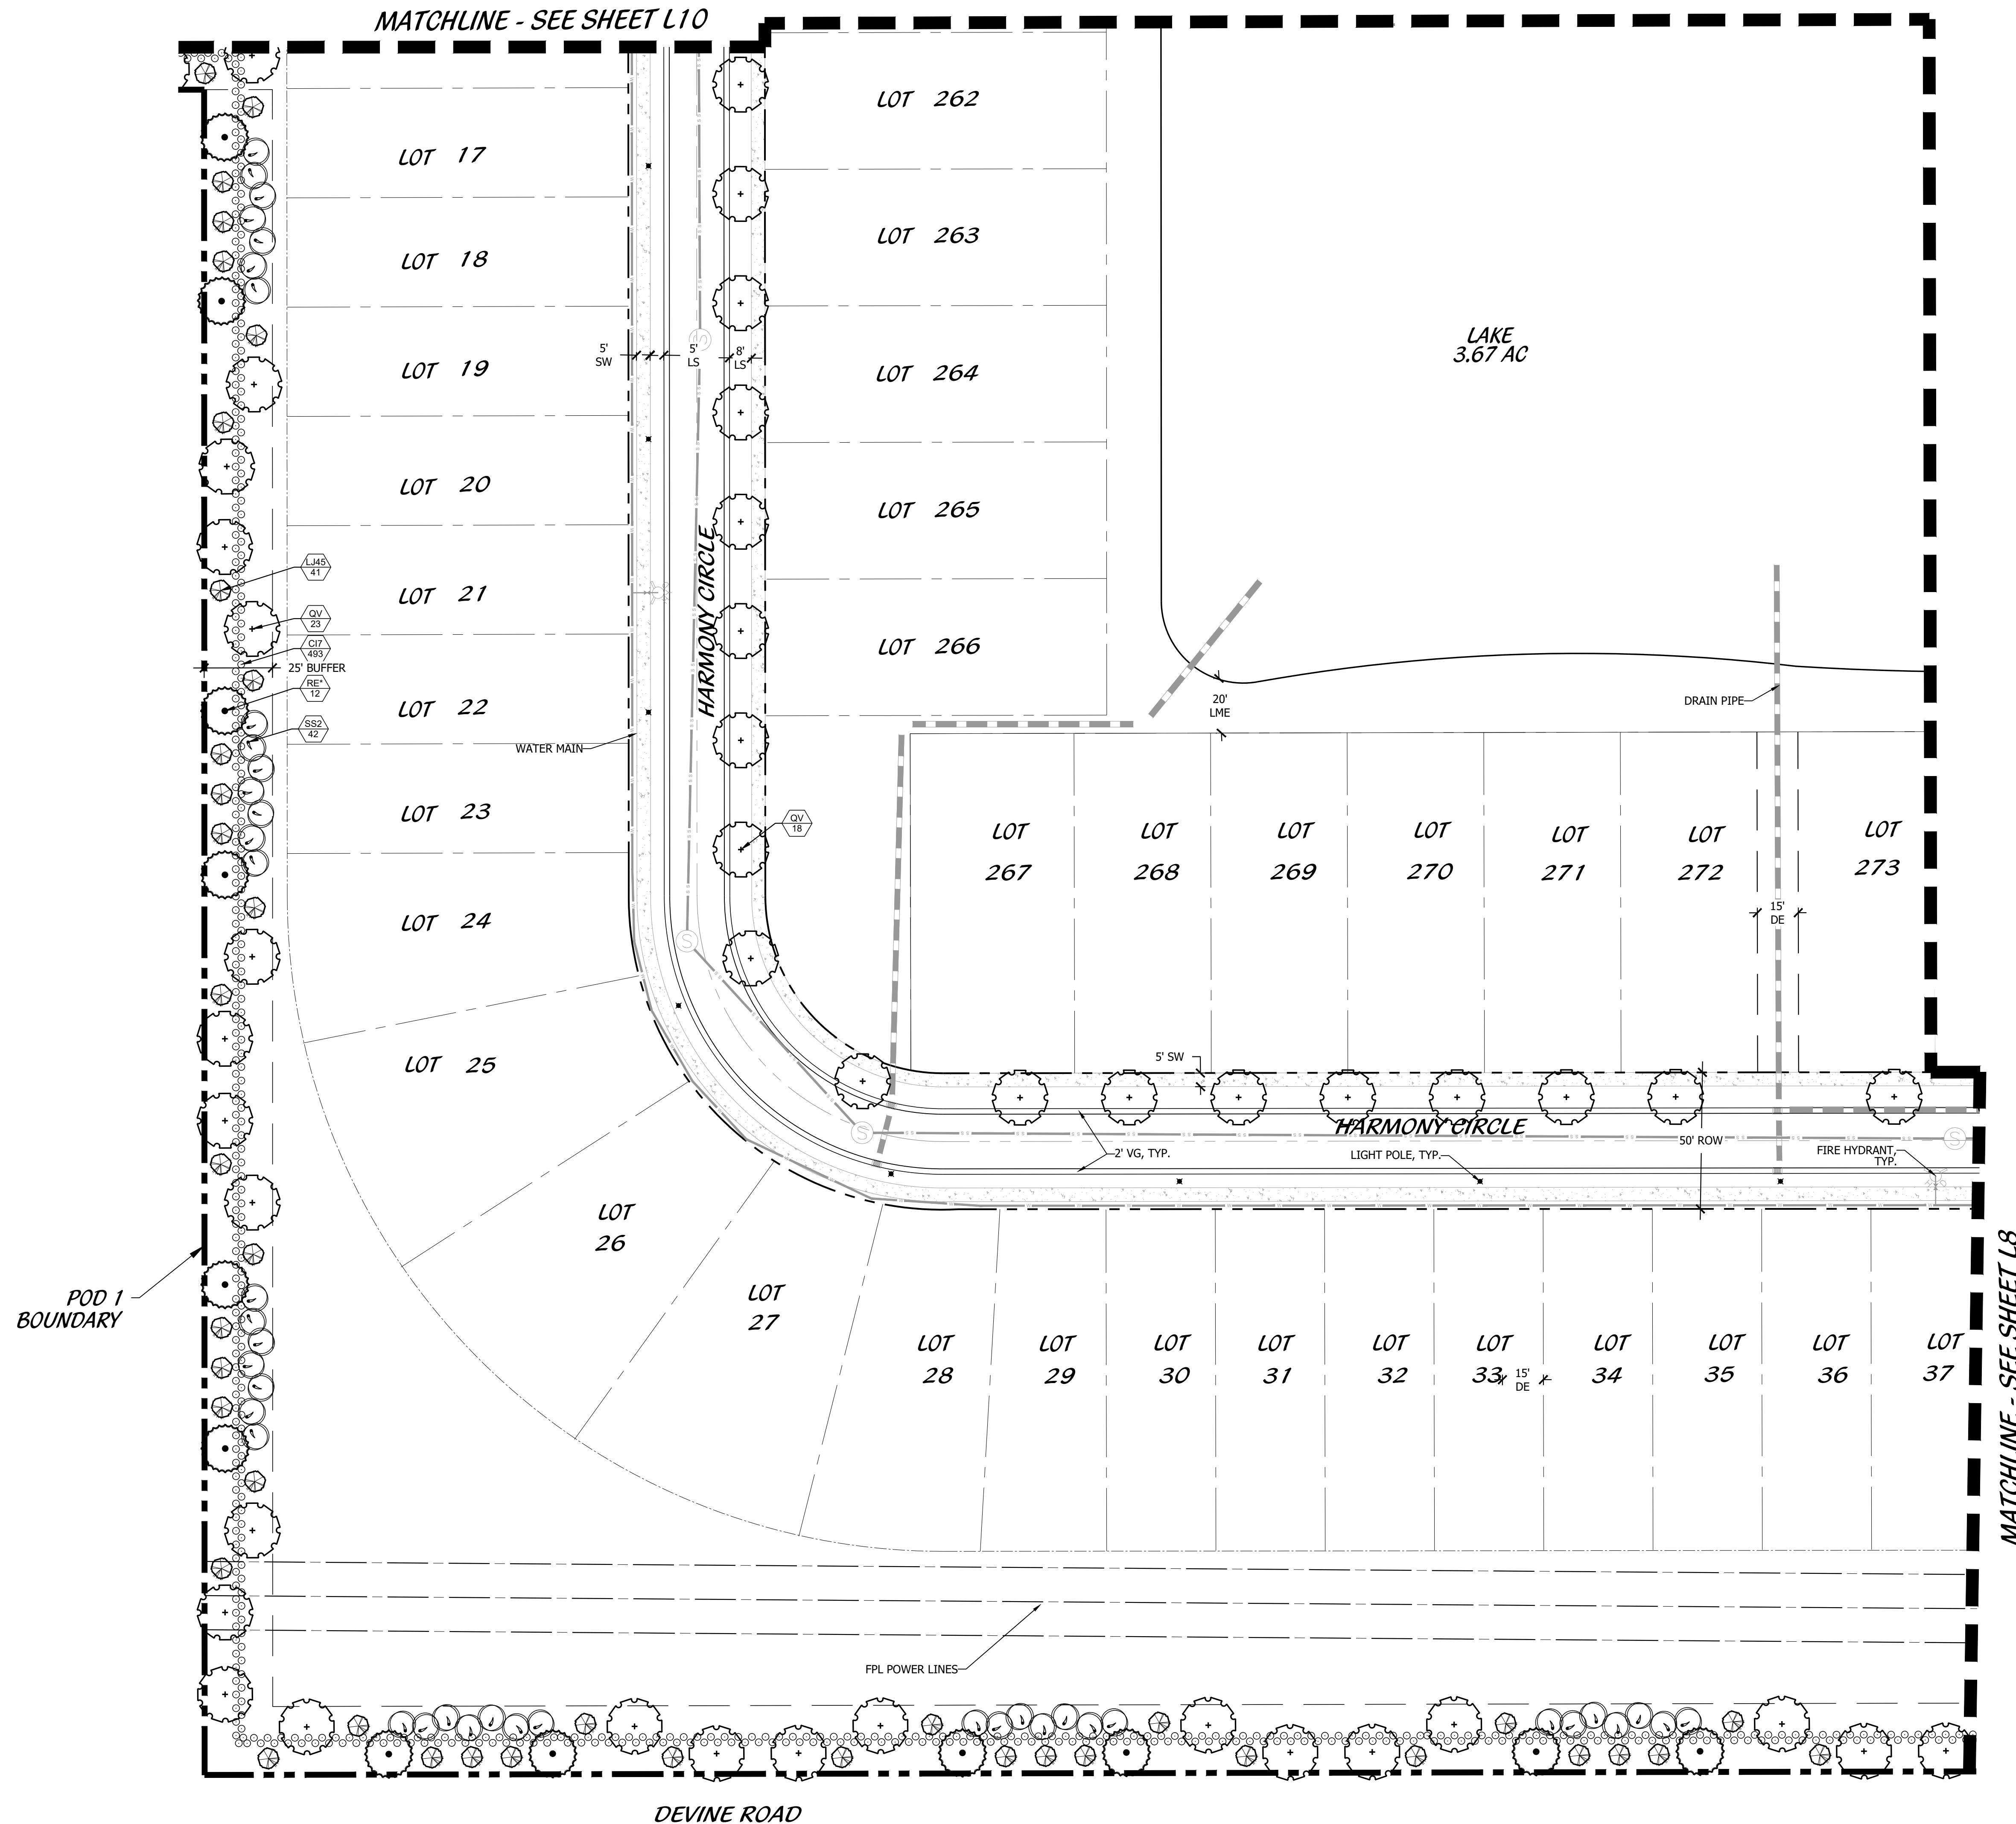 MATCHLINE - SEE SHEET L10
LOT 262
LOT 17
LOT 263
LOT 18
LAKE
3.67 AC
5'
SW
5'
LS
8'
LS
S
LOT 19
LOT 264
LOT 20
LOT 265
HARMONY CIRCLE
LJ45
41
LOT 21
QV
23
CI7
493
25' BUFFER
LOT 266
RE*
12
20'
LME
DRAIN PIPE
LOT 22
SS2
42
WATER MAIN
LOT 23
QV
18
LOT
267
LOT
268
LOT
269
LOT
270
LOT
271
LOT
272
LOT
273
15'
DE
LOT 24
S
LOT 25
5' SW
HARMONY CIRCLE
S
S
50' ROW
2' VG, TYP.
LIGHT POLE, TYP.
FIRE HYDRANT,
TYP.
LOT
26
POD 1
BOUNDARY
LOT
27
LOT
28
LOT
29
LOT
30
LOT
31
LOT
32
LOT
33
15'
DE
LOT
34
LOT
35
LOT
36
LOT
37
MATCHLINE - SEE SHEET L8
FPL POWER LINES
DEVINE ROAD